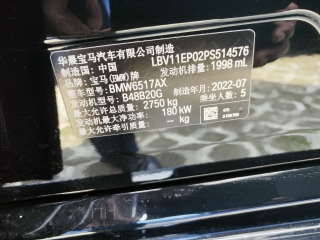 华晨宝马汽车有限公司制造
制造国：中国 LBV11EP02PS514576
品牌：宝马(BMW)牌 发动机排量：1998 mL
整车型号：BMW6517AX
发动机型号：B48B20G
最大允许总质量：2750 kg 制造年月：2022-07
发动机最大净功率：180 kW 乘坐人数：5
最大允许牵引质量：-- kg